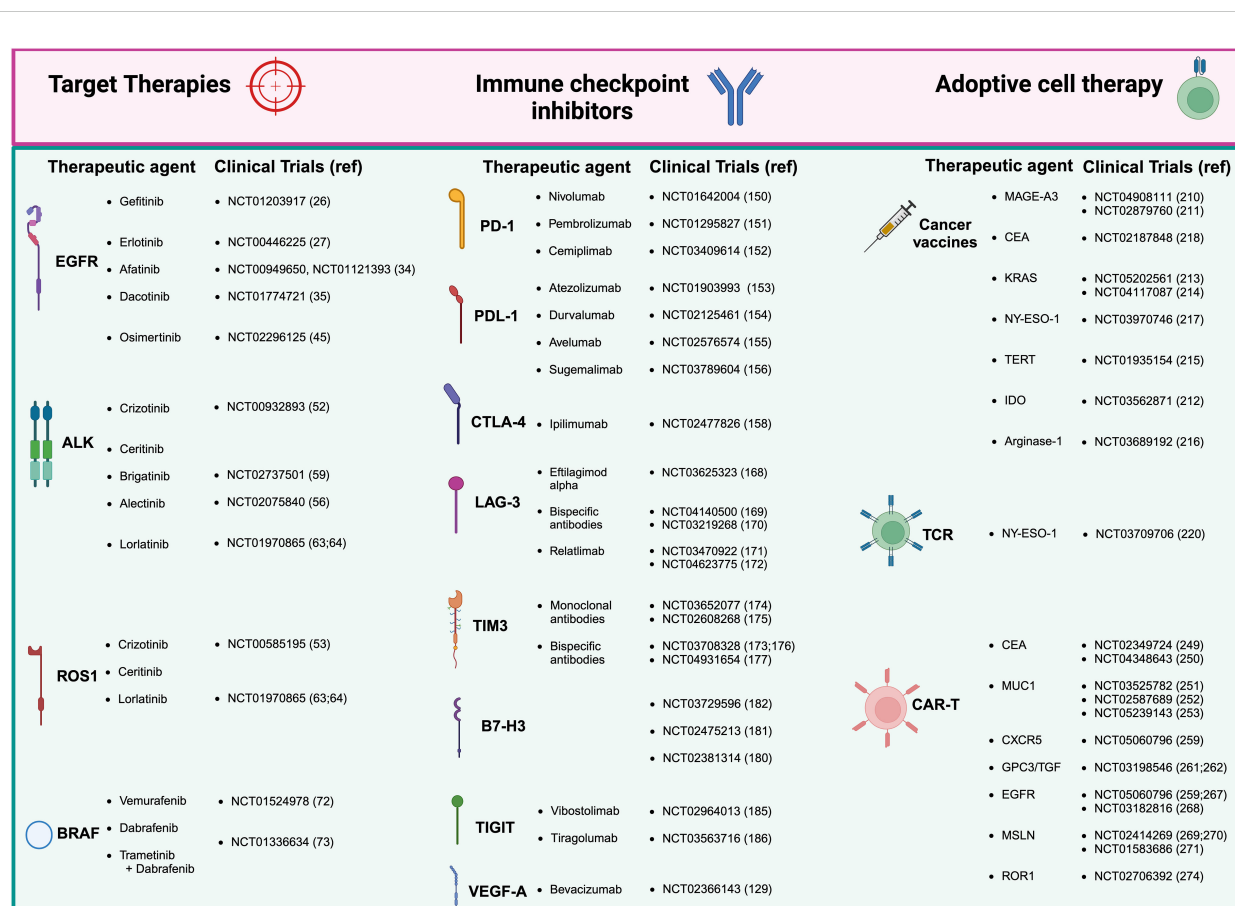 Target Therapies
Immune checkpoint
inhibitors
Adoptive cell therapy
Therapeutic agent Clinical Trials (ref)
EGFR
• Gefitinib • NCT01203917 (26)
• Erlotinib • NCT00446225 (27)
• Afatinib • NCT00949650, NCT01121393 (34)
• Dacotinib • NCT01774721 (35)
• Osimertinib • NCT02296125 (45)
ALK
• Crizotinib • NCT00932893 (52)
• Ceritinib
• Brigatinib • NCT02737501 (59)
• Alectinib • NCT02075840 (56)
• Lorlatinib • NCT01970865 (63;64)
ROS1
• Crizotinib • NCT00585195 (53)
• Ceritinib
• Lorlatinib • NCT01970865 (63;64)
BRAF
• Vemurafenib • NCT01524978 (72)
• Dabrafenib
• NCT01336634 (73)
• Trametinib
+ Dabrafenib
Therapeutic agent Clinical Trials (ref)
PD-1
• Nivolumab • NCT01642004 (150)
• Pembrolizumab • NCT01295827 (151)
• Cemiplimab • NCT03409614 (152)
PDL-1
• Atezolizumab • NCT01903993 (153)
• Durvalumab • NCT02125461 (154)
• Avelumab • NCT02576574 (155)
• Sugemalimab • NCT03789604 (156)
CTLA-4
• Ipilimumab • NCT02477826 (158)
LAG-3
• Eftilagimod • NCT03625323 (168)
alpha
• Bispecific • NCT04140500 (169)
antibodies • NCT03219268 (170)
• Relatlimab • NCT03470922 (171)
• NCT04623775 (172)
TIM3
• Monoclonal • NCT03652077 (174)
antibodies • NCT02608268 (175)
• Bispecific • NCT03708328 (173;176)
antibodies • NCT04931654 (177)
B7-H3
• NCT03729596 (182)
• NCT02475213 (181)
• NCT02381314 (180)
TIGIT
• Vibostolimab • NCT02964013 (185)
• Tiragolumab • NCT03563716 (186)
VEGF-A
• Bevacizumab • NCT02366143 (129)
Therapeutic agent Clinical Trials (ref)
Cancer
vaccines
• MAGE-A3 • NCT04908111 (210)
• NCT02879760 (211)
• CEA • NCT02187848 (218)
• KRAS • NCT05202561 (213)
• NCT04117087 (214)
• NY-ESO-1 • NCT03970746 (217)
• TERT • NCT01935154 (215)
• IDO • NCT03562871 (212)
• Arginase-1 • NCT03689192 (216)
TCR
• NY-ESO-1 • NCT03709706 (220)
CAR-T
• CEA • NCT02349724 (249)
• NCT04348643 (250)
• MUC1 • NCT03525782 (251)
• NCT02587689 (252)
• NCT05239143 (253)
• CXCR5 • NCT05060796 (259)
• GPC3/TGF • NCT03198546 (261;262)
• EGFR • NCT05060796 (259;267)
• NCT03182816 (268)
• MSLN • NCT02414269 (269;270)
• NCT01583686 (271)
• ROR1 • NCT02706392 (274)